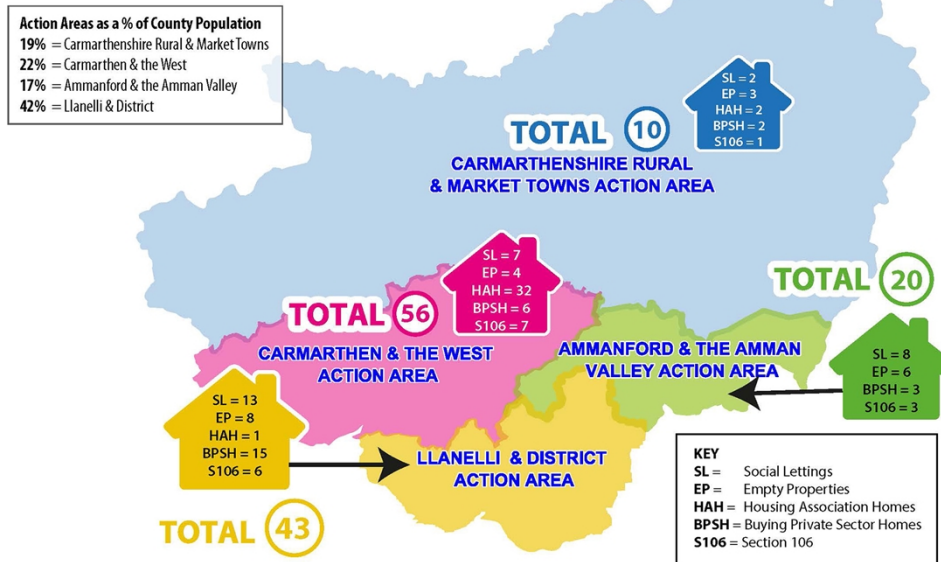 Action Areas as a % of County Population
19% = Carmarthenshire Rural & Market Towns
22% = Carmarthen & the West
17% = Ammanford & the Amman Valley
42% = Llanelli & District
SL = 2
EP = 3
HAH = 2
BPSH = 2
S106 = 1
TOTAL 10
CARMARTHENSHIRE RURAL
& MARKET TOWNS ACTION AREA
SL = 7
EP = 4
HAH = 32
BPSH = 6
S106 = 7
TOTAL 56
CARMARTHEN & THE WEST
ACTION AREA
TOTAL 20
AMMANFORD & THE AMMAN
VALLEY ACTION AREA
SL = 8
EP = 6
BPSH = 3
S106 = 3
SL = 13
EP = 8
HAH = 1
BPSH = 15
S106 = 6
LLANELLI & DISTRICT
ACTION AREA
TOTAL 43
KEY
SL = Social Lettings
EP = Empty Properties
HAH = Housing Association Homes
BPSH = Buying Private Sector Homes
S106 = Section 106